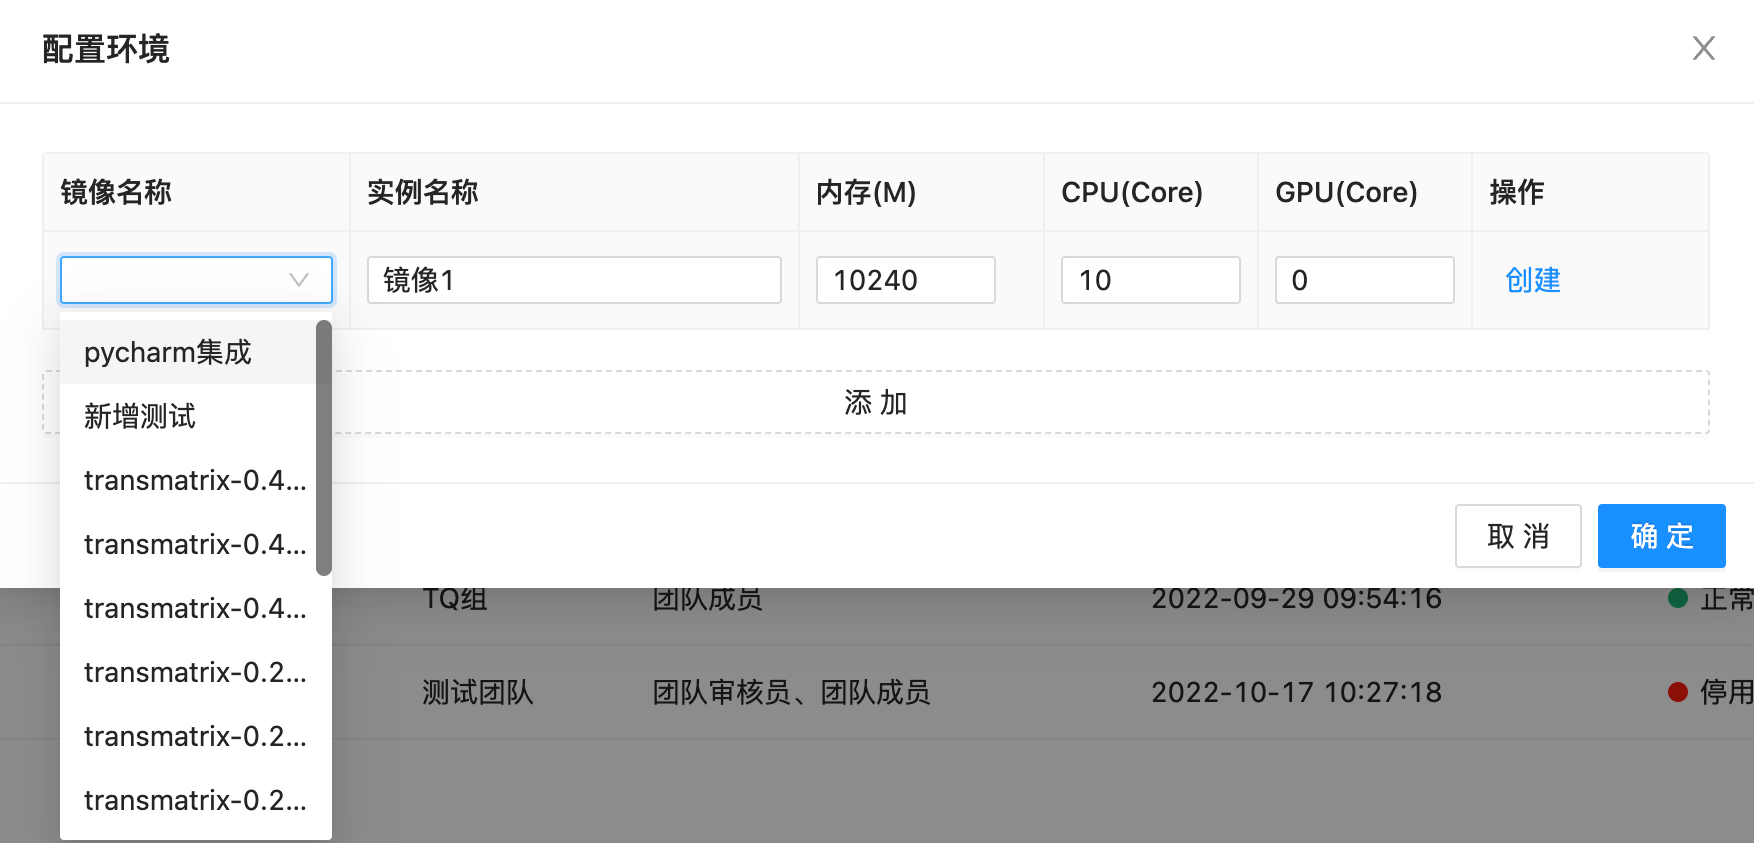 配置环境
镜像名称 实例名称 内存(M) CPU(Core) GPU(Core) 操作
镜像1 10240 10 0 创建
pycharm集成
添 加
新增测试
transmatrix-0.4...
transmatrix-0.4...
取 消 确 定
transmatrix-0.4...
TQ组 团队成员 2022-09-29 09:54:16 正常
transmatrix-0.2...
测试团队 团队审核员、团队成员 2022-10-17 10:27:18 停用
transmatrix-0.2...
transmatrix-0.2...